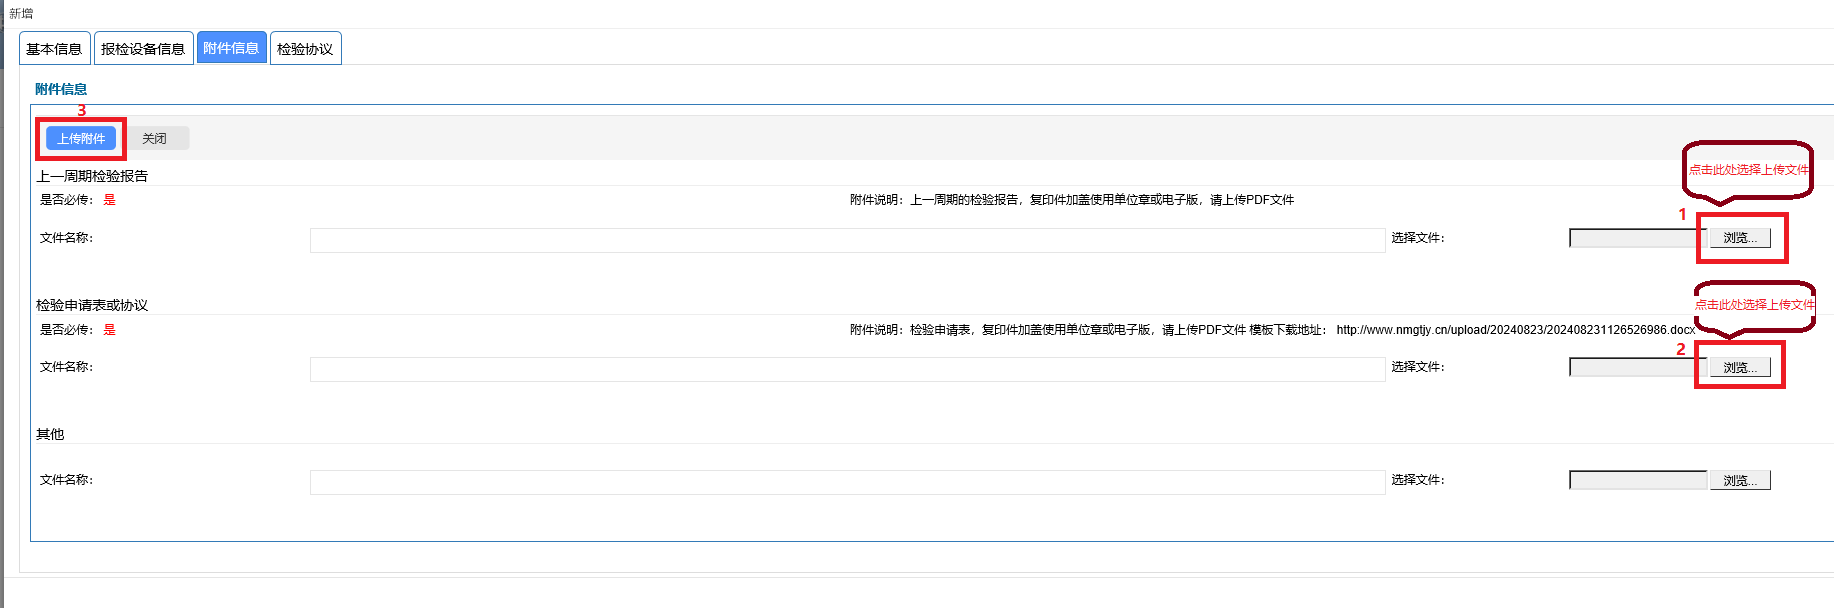 新增
基本信息 报检设备信息 附件信息 检验协议
附件信息
3
上传附件 关闭
点击此处选择上传文件
上一周期检验报告
是否必传： 是 附件说明：上一周期的检验报告，复印件加盖使用单位章或电子版，请上传PDF文件
1
文件名称： 选择文件： 浏览...
点击此处选择上传文件
检验申请表或协议
是否必传： 是 附件说明：检验申请表，复印件加盖使用单位章或电子版，请上传PDF文件 模板下载地址： http://www.nmgtjy.cn/upload/20240823/202408231126526986.docx
2
文件名称： 选择文件： 浏览...
其他
文件名称： 选择文件： 浏览...